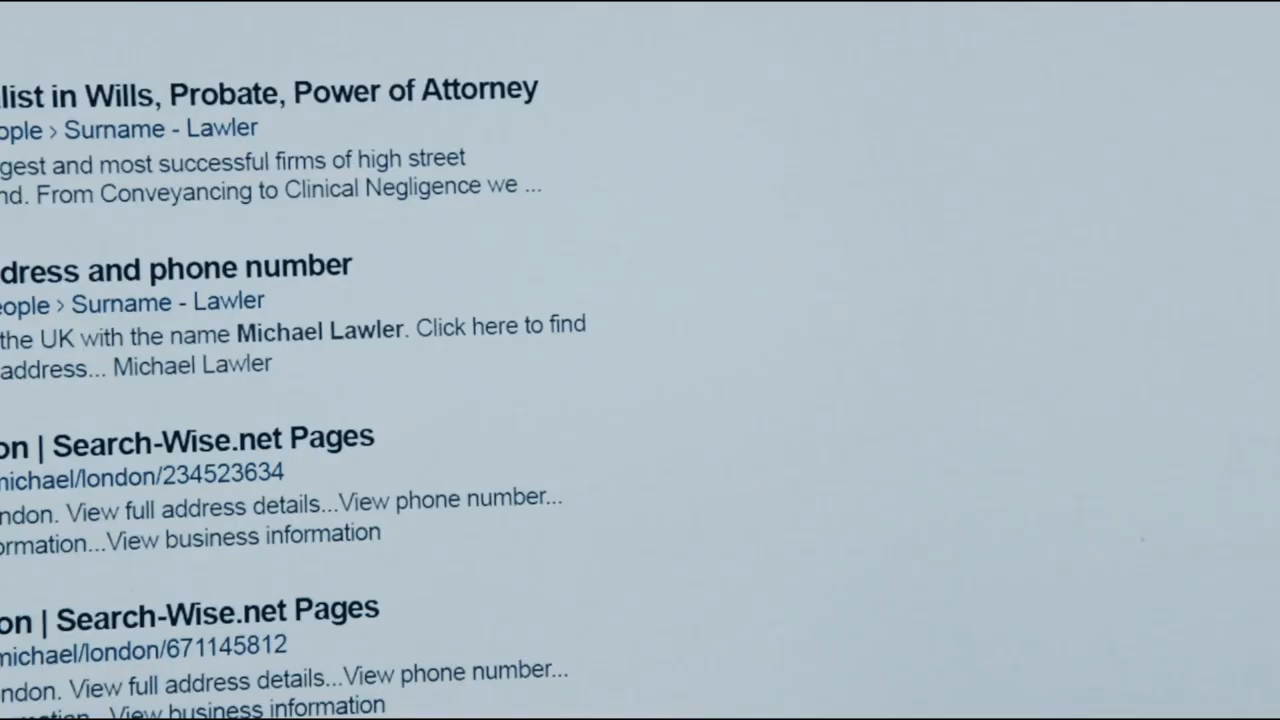 list in Wills, Probate, Power of Attorney
ople › Surname - Lawler
gest and most successful firms of high street
nd. From Conveyancing to Clinical Negligence we ...
dress and phone number
eople › Surname - Lawler
the UK with the name Michael Lawler. Click here to find
address... Michael Lawler
on | Search-Wise.net Pages
michael/london/234523634
ndon. View full address details...View phone number...
ormation...View business information
on | Search-Wise.net Pages
michael/london/671145812
ndon. View full address details...View phone number...
View business information